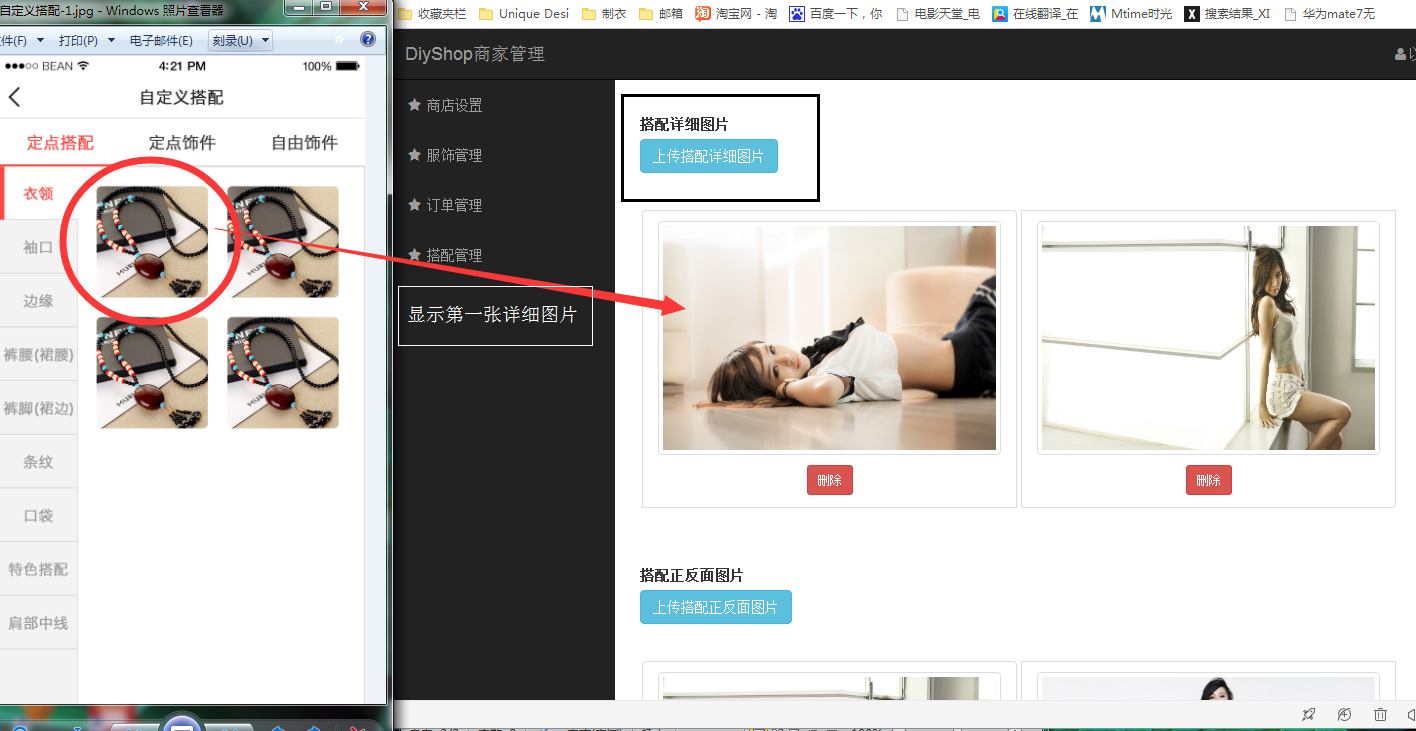 自定义搭配-1.jpg - Windows 照片查看器
件(F) 打印(P) 电子邮件(E) 刻录(U)
BEAN 4:21 PM 100%
自定义搭配
定点搭配 定点饰件 自由饰件
衣领
袖口
边缘
裤腰(裙腰)
裤脚(裙边)
条纹
口袋
特色搭配
肩部中线
收藏夹栏 Unique Desi 制衣 邮箱 淘宝网 - 淘 百度一下，你 电影天堂_电 在线翻译_在 Mtime时光 搜索结果_XI 华为mate7无
DiyShop商家管理
商店设置
服饰管理
订单管理
搭配管理
显示第一张详细图片
搭配详细图片
上传搭配详细图片
删除 删除
搭配正反面图片
上传搭配正反面图片